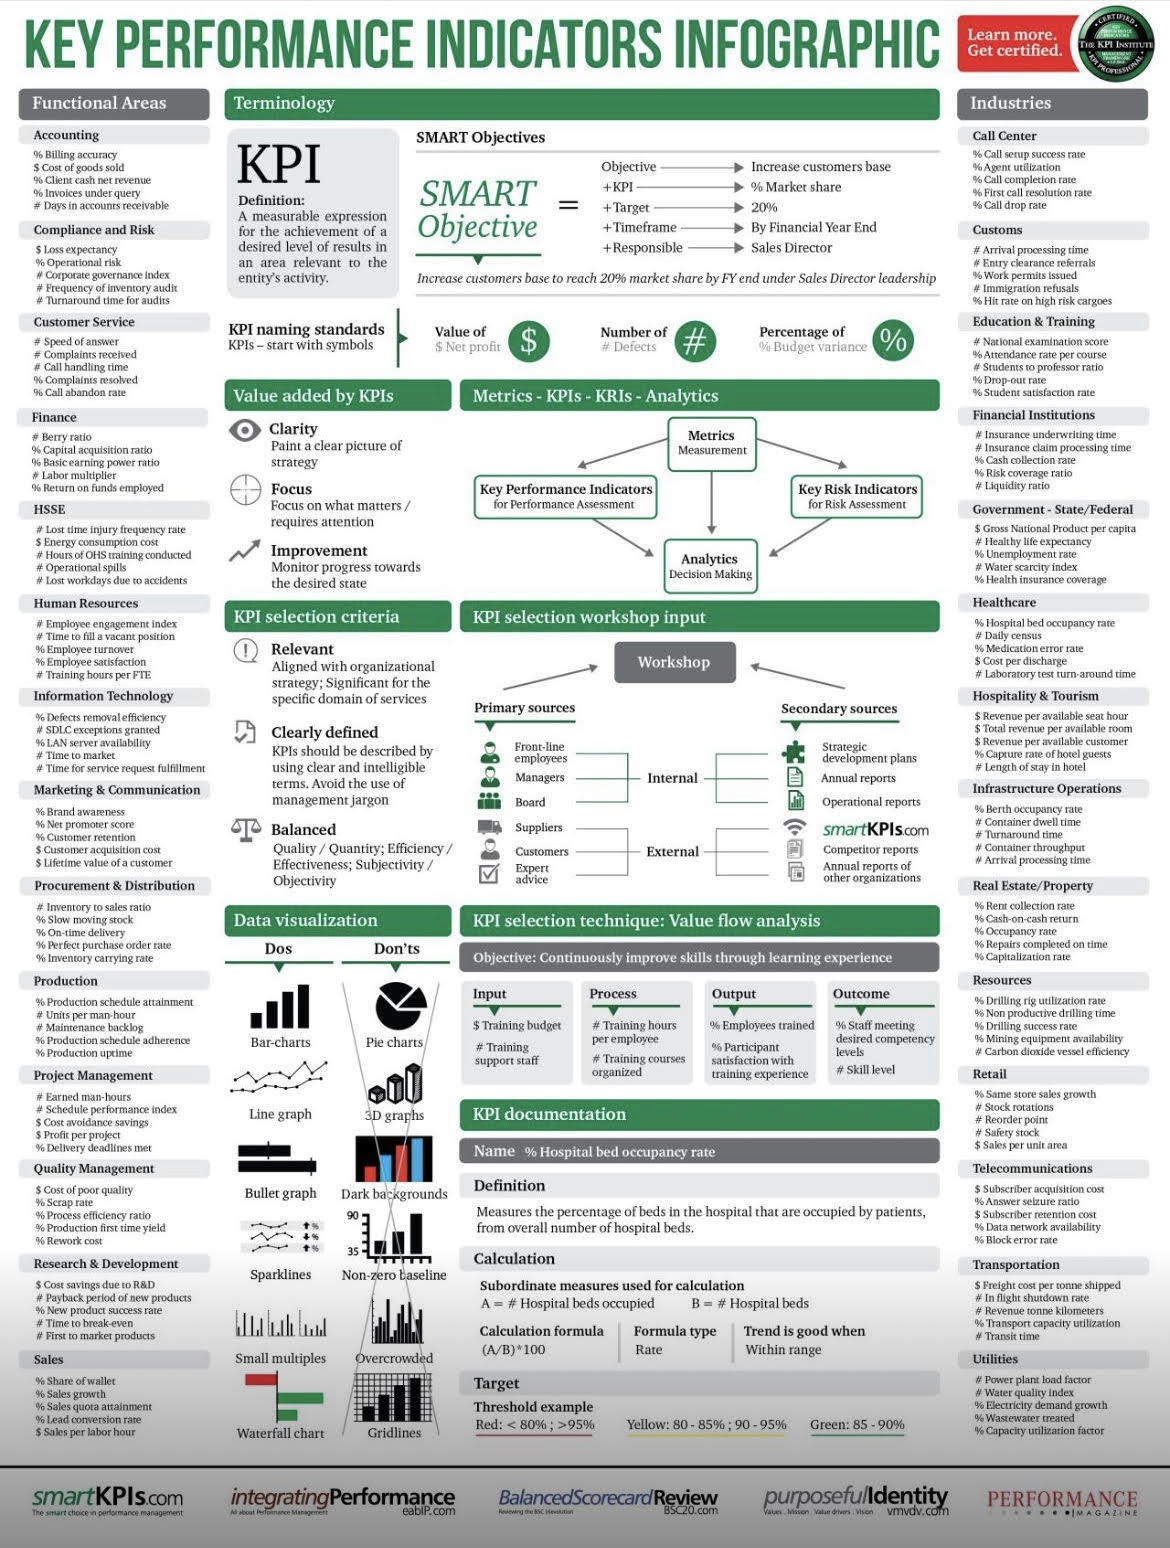 KEY PERFORMANCE INDICATORS INFOGRAPHIC
Learn more.
Get certified.
CERTIFIED
THE KPI INSTITUTE
KPI PROFESSIONAL
Functional Areas
Accounting
% Billing accuracy
$ Cost of goods sold
% Client cash net revenue
% Invoices under query
# Days in accounts receivable
Compliance and Risk
$ Loss expectancy
% Operational risk
# Corporate governance index
# Frequency of inventory audit
# Turnaround time for audits
Customer Service
# Speed of answer
# Complaints received
# Call handling time
% Complaints resolved
% Call abandon rate
Finance
# Berry ratio
% Capital acquisition ratio
% Basic earning power ratio
# Labor multiplier
% Return on funds employed
HSSE
# Lost time injury frequency rate
$ Energy consumption cost
# Hours of OHS training conducted
# Operational spills
# Lost workdays due to accidents
Human Resources
# Employee engagement index
# Time to fill a vacant position
% Employee turnover
% Employee satisfaction
# Training hours per FTE
Information Technology
% Defects removal efficiency
# SDLC exceptions granted
% LAN server availability
# Time to market
# Time for service request fulfillment
Marketing & Communication
% Brand awareness
% Net promoter score
% Customer retention
$ Customer acquisition cost
$ Lifetime value of a customer
Procurement & Distribution
# Inventory to sales ratio
% Slow moving stock
% On-time delivery
% Perfect purchase order rate
% Inventory carrying rate
Production
% Production schedule attainment
# Units per man-hour
# Maintenance backlog
% Production schedule adherence
% Production uptime
Project Management
# Earned man-hours
# Schedule performance index
$ Cost avoidance savings
$ Profit per project
% Delivery deadlines met
Quality Management
$ Cost of poor quality
% Scrap rate
% Process efficiency ratio
% Production first time yield
% Rework cost
Research & Development
$ Cost savings due to R&D
# Payback period of new products
% New product success rate
# Time to break-even
# First to market products
Sales
% Share of wallet
% Sales growth
% Sales quota attainment
% Lead conversion rate
$ Sales per labor hour
Terminology
KPI
Definition:
A measurable expression
for the achievement of a
desired level of results in
an area relevant to the
entity's activity.
SMART Objectives
SMART
Objective
=
Objective
Increase customers base
+KPI
% Market share
+Target
20%
+Timeframe
By Financial Year End
+Responsible
Sales Director
Increase customers base to reach 20% market share by FY end under Sales Director leadership
KPI naming standards
KPIs – start with symbols
Value of
$ Net profit
$
Number of
# Defects
#
Percentage of
% Budget variance
%
Value added by KPIs
Clarity
Paint a clear picture of
strategy
Focus
Focus on what matters /
requires attention
Improvement
Monitor progress towards
the desired state
Metrics - KPIs - KRIs - Analytics
Metrics
Measurement
Key Performance Indicators
for Performance Assessment
Key Risk Indicators
for Risk Assessment
Analytics
Decision Making
KPI selection criteria
Relevant
Aligned with organizational
strategy; Significant for the
specific domain of services
Clearly defined
KPIs should be described by
using clear and intelligible
terms. Avoid the use of
management jargon
Balanced
Quality / Quantity; Efficiency /
Effectiveness; Subjectivity /
Objectivity
KPI selection workshop input
Workshop
Primary sources
Front-line
employees
Managers
Board
Suppliers
Customers
Expert
advice
Internal
External
Secondary sources
Strategic
development plans
Annual reports
Operational reports
smartKPIs.com
Competitor reports
Annual reports of
other organizations
Data visualization
Dos
Bar-charts
Line graph
Bullet graph
Sparklines
Small multiples
Waterfall chart
Don'ts
Pie charts
3D graphs
Dark backgrounds
90
35
Non-zero baseline
Overcrowded
Gridlines
KPI selection technique: Value flow analysis
Objective: Continuously improve skills through learning experience
Input
$ Training budget
# Training
support staff
Process
# Training hours
per employee
# Training courses
organized
Output
% Employees trained
% Participant
satisfaction with
training experience
Outcome
% Staff meeting
desired competency
levels
# Skill level
KPI documentation
Name % Hospital bed occupancy rate
Definition
Measures the percentage of beds in the hospital that are occupied by patients,
from overall number of hospital beds.
Calculation
Subordinate measures used for calculation
A = # Hospital beds occupied B = # Hospital beds
Calculation formula
(A/B)*100
Formula type
Rate
Trend is good when
Within range
Target
Threshold example
Red: < 80% ; >95% Yellow: 80 - 85% ; 90 - 95% Green: 85 - 90%
Industries
Call Center
% Call setup success rate
% Agent utilization
% Call completion rate
% First call resolution rate
% Call drop rate
Customs
# Arrival processing time
# Entry clearance referrals
% Work permits issued
# Immigration refusals
% Hit rate on high risk cargoes
Education & Training
# National examination score
% Attendance rate per course
# Students to professor ratio
% Drop-out rate
% Student satisfaction rate
Financial Institutions
# Insurance underwriting time
# Insurance claim processing time
% Cash collection rate
% Risk coverage ratio
# Liquidity ratio
Government - State/Federal
$ Gross National Product per capita
# Healthy life expectancy
% Unemployment rate
# Water scarcity index
% Health insurance coverage
Healthcare
% Hospital bed occupancy rate
# Daily census
% Medication error rate
$ Cost per discharge
# Laboratory test turn-around time
Hospitality & Tourism
$ Revenue per available seat hour
$ Total revenue per available room
$ Revenue per available customer
% Capture rate of hotel guests
# Length of stay in hotel
Infrastructure Operations
% Berth occupancy rate
# Container dwell time
# Turnaround time
# Container throughput
# Arrival processing time
Real Estate/Property
% Rent collection rate
% Cash-on-cash return
% Occupancy rate
% Repairs completed on time
% Capitalization rate
Resources
% Drilling rig utilization rate
% Non productive drilling time
% Drilling success rate
% Mining equipment availability
# Carbon dioxide vessel efficiency
Retail
% Same store sales growth
# Stock rotations
# Reorder point
# Safety stock
$ Sales per unit area
Telecommunications
$ Subscriber acquisition cost
% Answer seizure ratio
$ Subscriber retention cost
% Data network availability
% Block error rate
Transportation
$ Freight cost per tonne shipped
# In flight shutdown rate
# Revenue tonne kilometers
% Transport capacity utilization
# Transit time
Utilities
# Power plant load factor
# Water quality index
% Electricity demand growth
% Wastewater treated
% Capacity utilization factor
smartKPIs.com
The smart choice in performance management
integratingPerformance
All about Performance Management
eabIP.com
BalancedScorecardReview
Reviewing the BSC (r)evolution
BSC20.com
purposefulIdentity
Values . Mission . Value drivers . Vision
vmvdv.com
PERFORMANCE
MAGAZINE